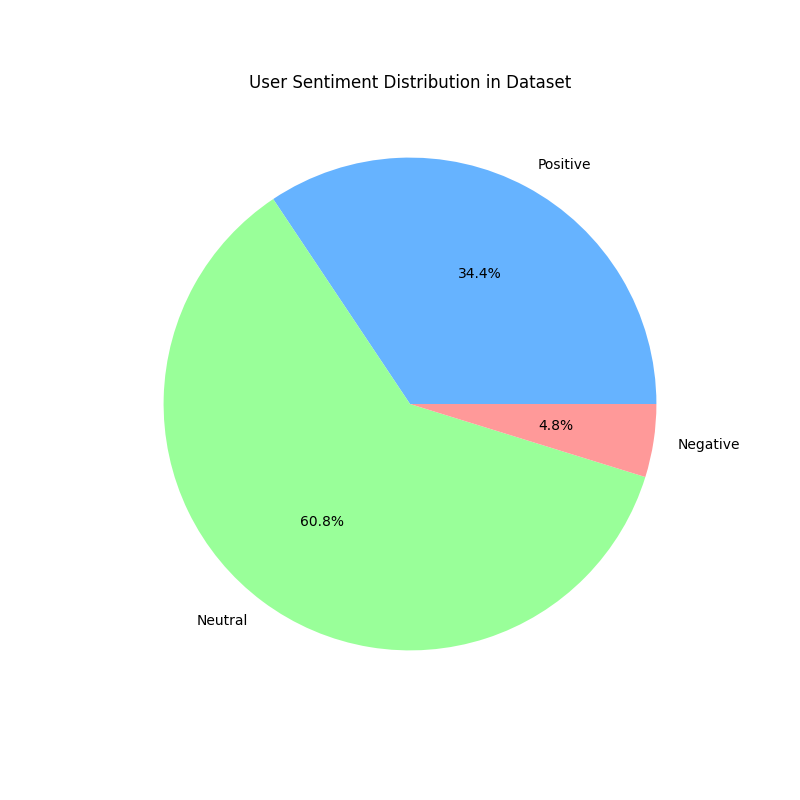 User Sentiment Distribution in Dataset
Positive
34.4%
4.8%
Negative
60.8%
Neutral